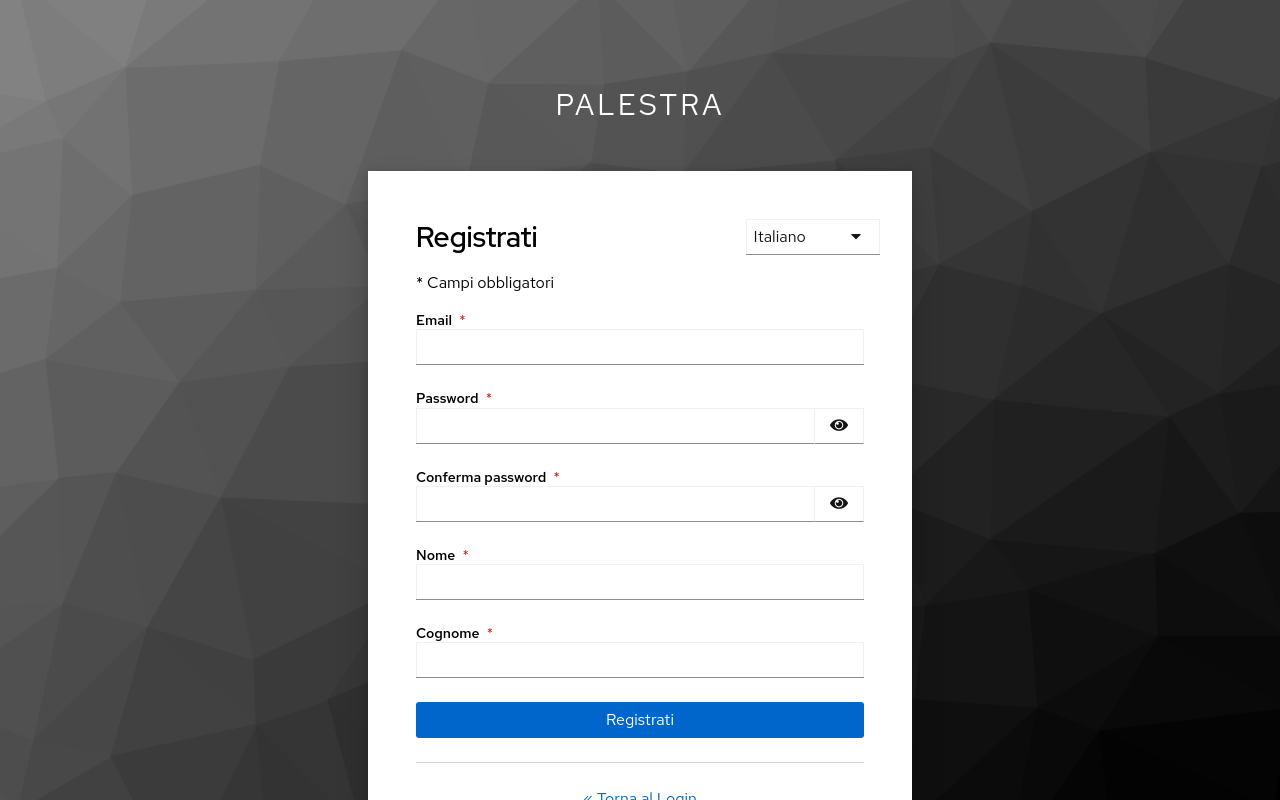 PALESTRA
Registrati
Italiano
* Campi obbligatori
Email *
Password *
Conferma password *
Nome *
Cognome *
Registrati
« Torna al Login